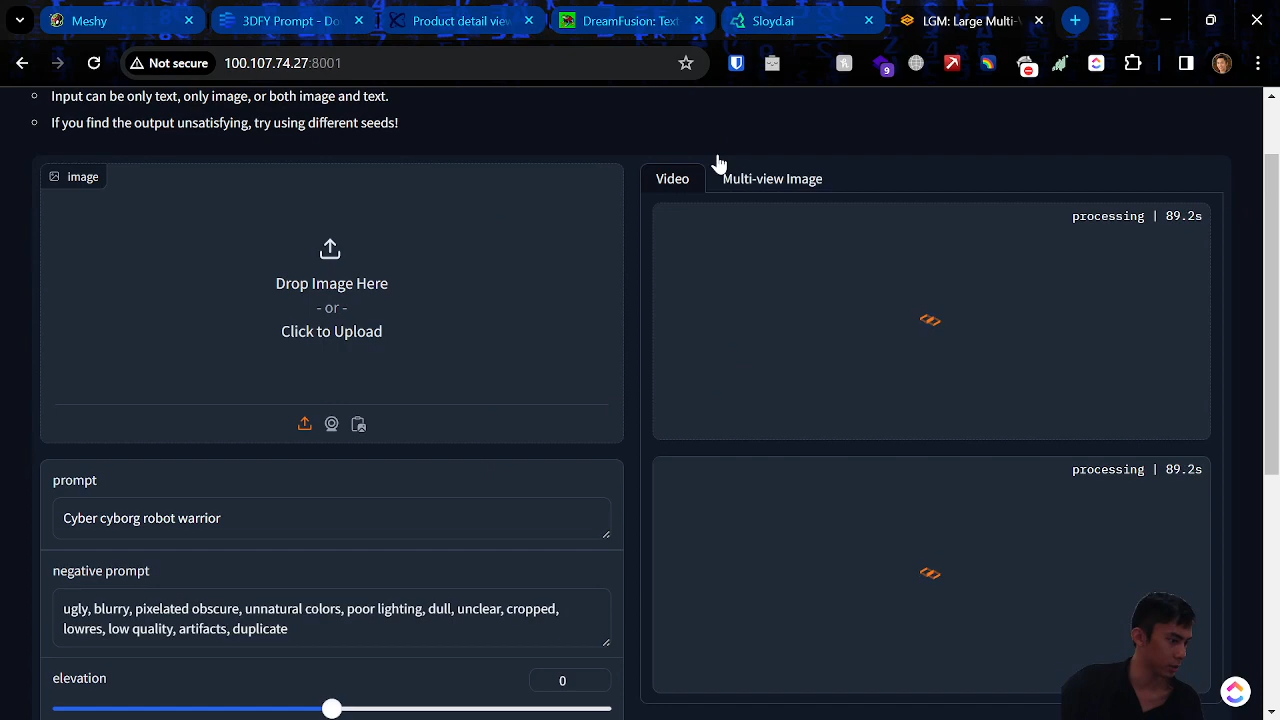 Meshy
3DFY Prompt - Do
Product detail view
DreamFusion: Text
Sloyd.ai
LGM: Large Multi-
Not secure
100.107.74.27:8001
9
Input can be only text, only image, or both image and text.
If you find the output unsatisfying, try using different seeds!
image
Drop Image Here
- or -
Click to Upload
prompt
Cyber cyborg robot warrior
negative prompt
ugly, blurry, pixelated obscure, unnatural colors, poor lighting, dull, unclear, cropped,
lowres, low quality, artifacts, duplicate
elevation
0
Video
Multi-view Image
processing | 89.2s
processing | 89.2s